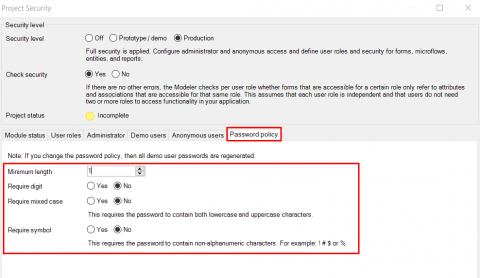 Project Security
Security level
Security level Off Prototype / demo Production
Full security is applied. Configure administrator and anonymous access and define user roles and security for forms, microflows,
entities, and reports.
Check security Yes No
If there are no other errors, the Modeler checks per user role whether forms that are accessible for a certain role only refer to attributes
and associations that are accessible for that same role. This assumes that each user role is independent and that users do not need
two or more roles to access functionality in your application.
Project status Incomplete
Module status User roles Administrator Demo users Anonymous users Password policy
Note: If you change the password policy, then all demo user passwords are regenerated.
Minimum length 1
Require digit Yes No
Require mixed case Yes No
This requires the password to contain both lowercase and uppercase characters.
Require symbol Yes No
This requires the password to contain non-alphanumeric characters. For example: ! # $ or %